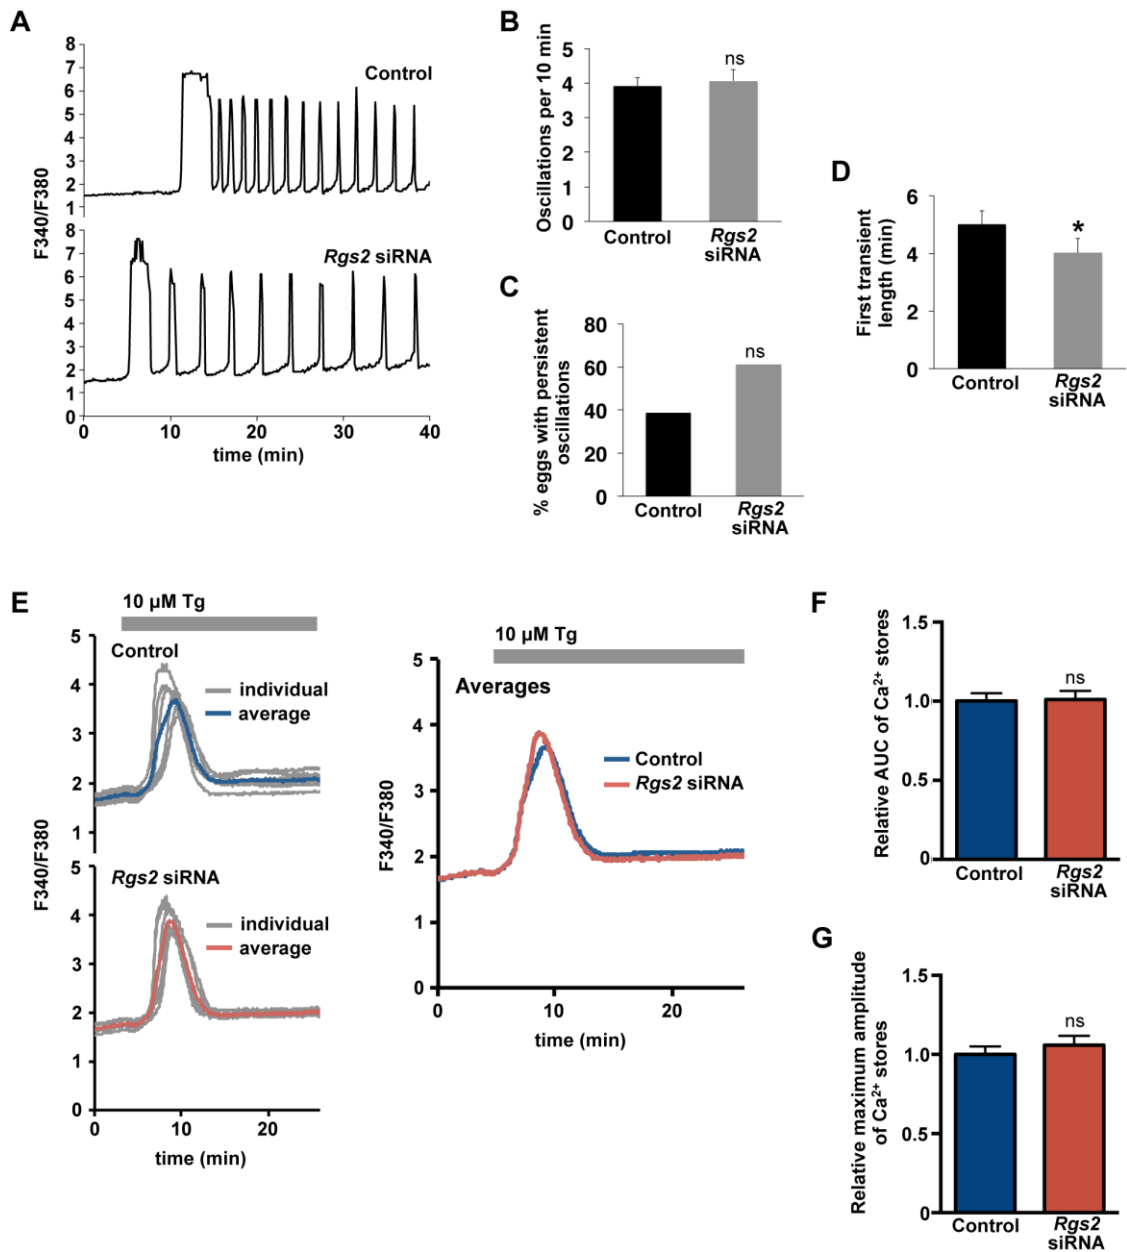 A
8
7
6
5
4
3
2
1
Control
8
7
6
5
4
3
2
1
0
Rgs2 siRNA
F340/F380
0 10 20 30 40
time (min)
B
Oscillations per 10 min
5
4
3
2
1
0
ns
Control
Rgs2
siRNA
C
% eggs with persistent
oscillations
80
60
40
20
0
ns
Control
Rgs2
siRNA
D
First transient
length (min)
6
4
2
0
*
Control
Rgs2
siRNA
E
10 µM Tg
5
4
3
2
1
Control
individual
average
F340/F380
5
4
3
2
1
0
Rgs2 siRNA
individual
average
0 10 20
time (min)
10 µM Tg
Averages
5
4
3
2
1
0
F340/F380
Control
Rgs2 siRNA
0 10 20
time (min)
F
Relative AUC of Ca²⁺ stores
1.5
1.0
0.5
0
ns
Control
Rgs2
siRNA
G
Relative maximum amplitude
of Ca²⁺ stores
1.5
1.0
0.5
0
ns
Control
Rgs2
siRNA